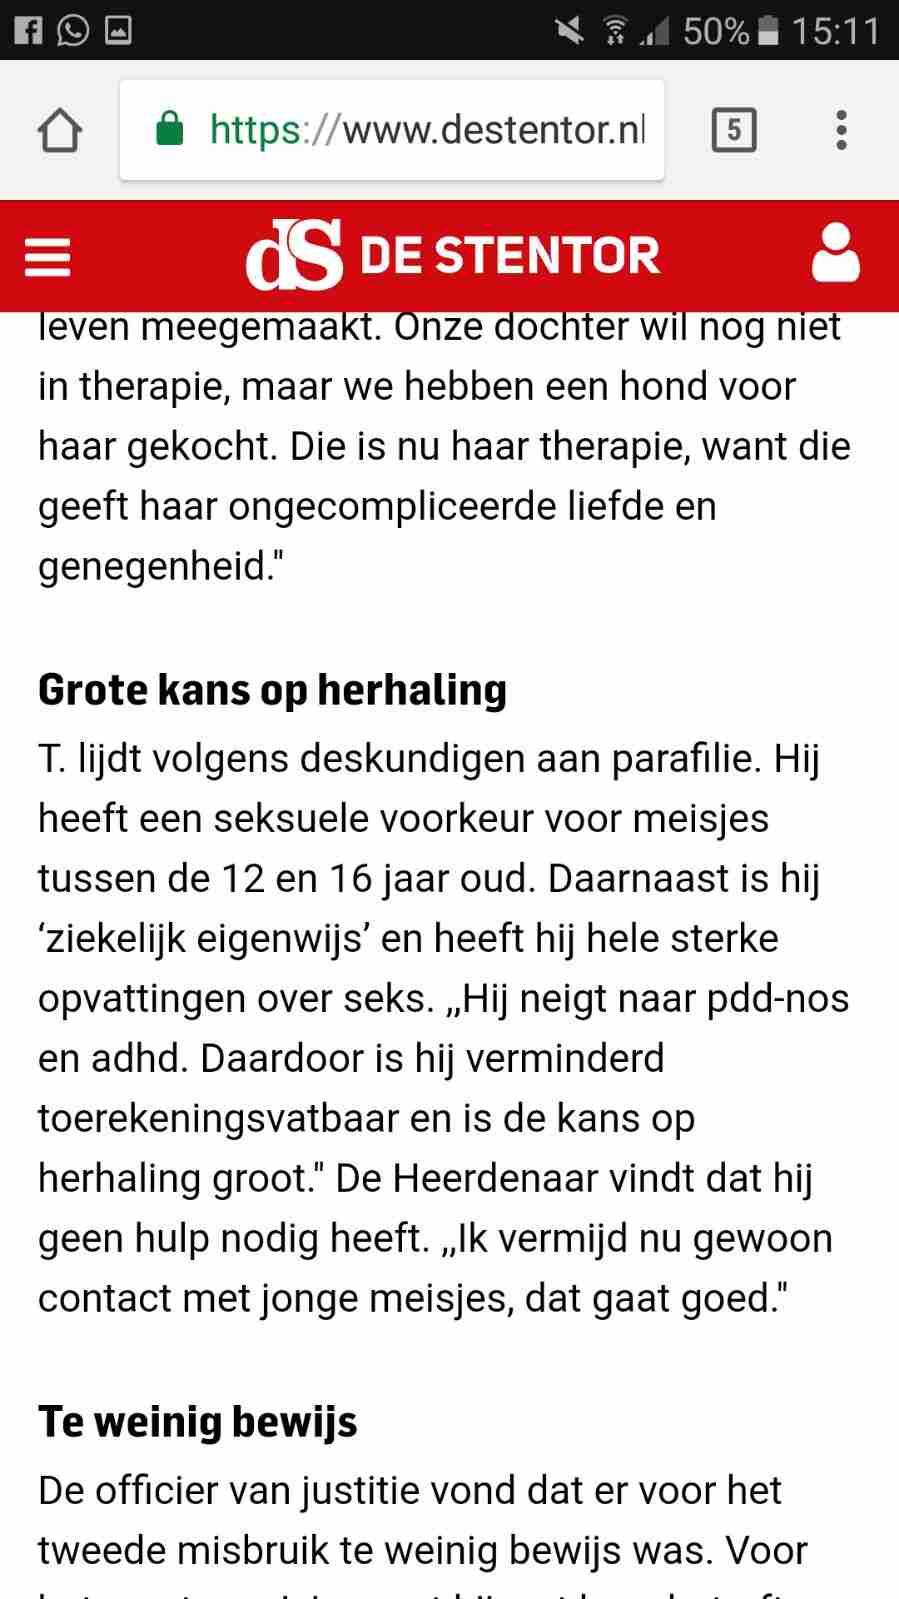 50% 15:11
https://www.destentor.nl
5
dS DE STENTOR
leven meegemaakt. Onze dochter wil nog niet
in therapie, maar we hebben een hond voor
haar gekocht. Die is nu haar therapie, want die
geeft haar ongecompliceerde liefde en
genegenheid."
Grote kans op herhaling
T. lijdt volgens deskundigen aan parafilie. Hij
heeft een seksuele voorkeur voor meisjes
tussen de 12 en 16 jaar oud. Daarnaast is hij
‘ziekelijk eigenwijs’ en heeft hij hele sterke
opvattingen over seks. ,,Hij neigt naar pdd-nos
en adhd. Daardoor is hij verminderd
toerekeningsvatbaar en is de kans op
herhaling groot." De Heerdenaar vindt dat hij
geen hulp nodig heeft. ,,Ik vermijd nu gewoon
contact met jonge meisjes, dat gaat goed."
Te weinig bewijs
De officier van justitie vond dat er voor het
tweede misbruik te weinig bewijs was. Voor